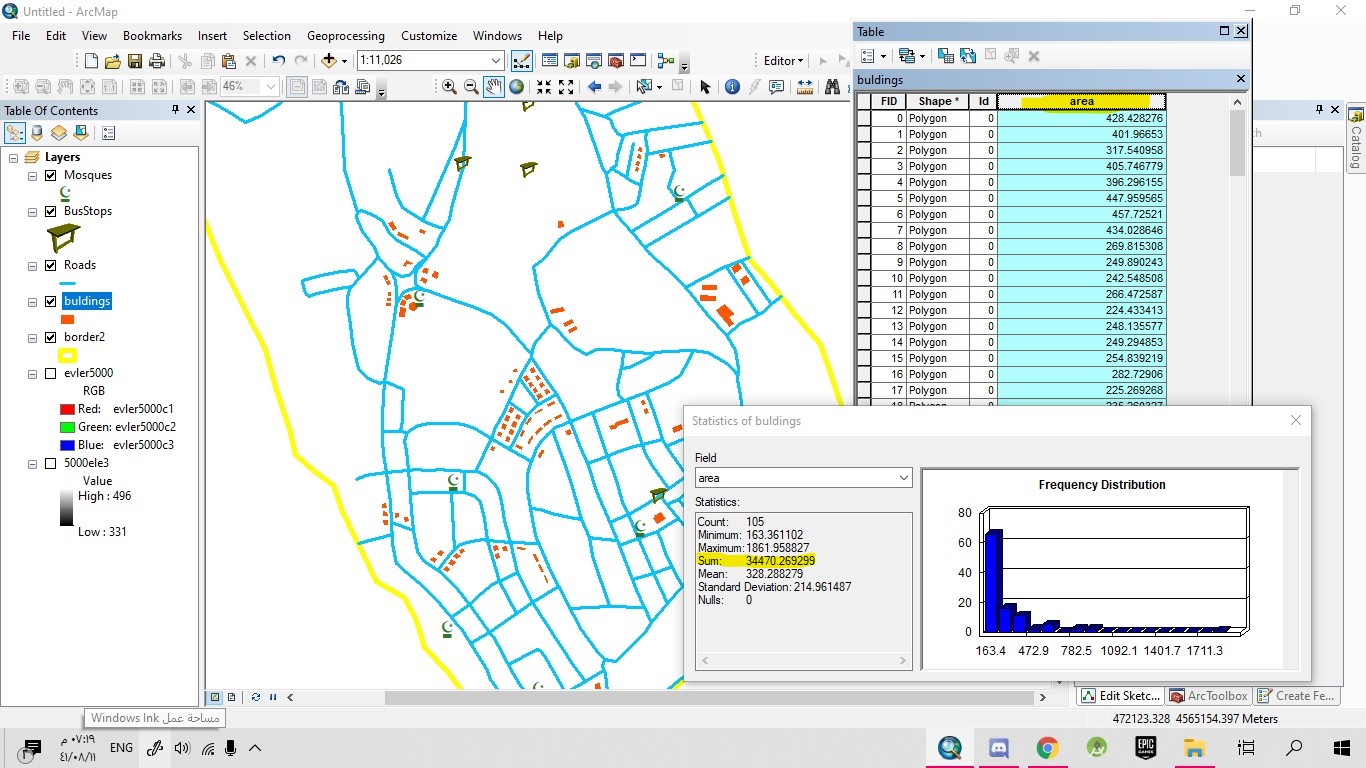 Untitled - ArcMap
File Edit View Bookmarks Insert Selection Geoprocessing Customize Windows Help
1:11,026
Editor
46%
Table Of Contents
Layers
Mosques
BusStops
Roads
buldings
border2
evler5000
RGB
Red: evler5000c1
Green: evler5000c2
Blue: evler5000c3
5000ele3
Value
High : 496
Low : 331
Table
buldings
FID Shape * Id area
0 Polygon 0 428.428276
1 Polygon 0 401.96653
2 Polygon 0 317.540958
3 Polygon 0 405.746779
4 Polygon 0 396.296155
5 Polygon 0 447.959565
6 Polygon 0 457.72521
7 Polygon 0 434.028646
8 Polygon 0 269.815308
9 Polygon 0 249.890243
10 Polygon 0 242.548508
11 Polygon 0 266.472587
12 Polygon 0 224.433413
13 Polygon 0 248.135577
14 Polygon 0 249.294853
15 Polygon 0 254.839219
16 Polygon 0 282.72906
17 Polygon 0 225.269268
Catalog
Statistics of buldings
Field
area
Statistics:
Count: 105
Minimum: 163.361102
Maximum: 1861.958827
Sum: 34470.269299
Mean: 328.288279
Standard Deviation: 214.961487
Nulls: 0
Frequency Distribution
80
60
40
20
0
163.4 472.9 782.5 1092.1 1401.7 1711.3
Edit Sketc... ArcToolbox Create Fe...
472123.328 4565154.397 Meters
مساحة عمل Windows Ink
٠٧:١٩ م
٤١/٠٨/١١
ENG
EPIC
GAMES